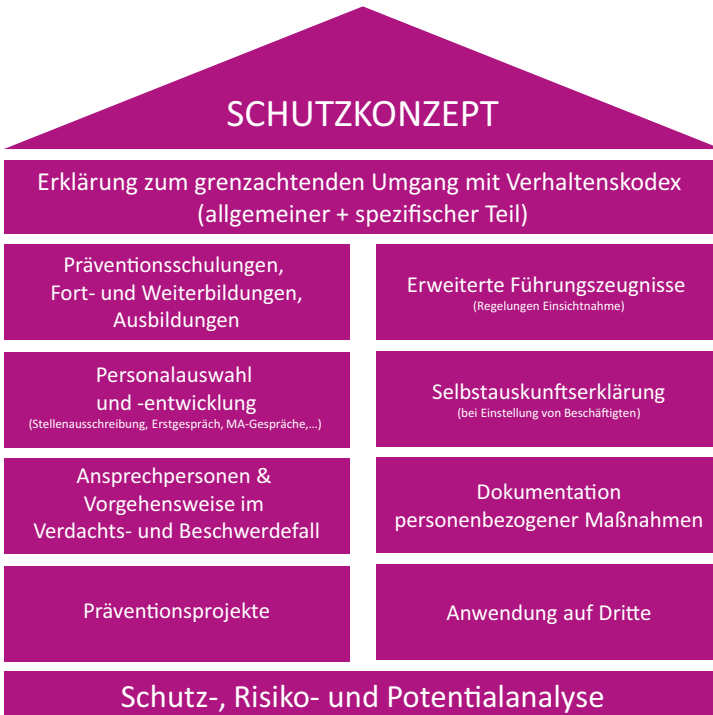 SCHUTZKONZEPT
Erklärung zum grenzachtenden Umgang mit Verhaltenskodex
(allgemeiner + spezifischer Teil)
Präventionsschulungen,
Fort- und Weiterbildungen,
Ausbildungen
Erweiterte Führungszeugnisse
(Regelungen Einsichtnahme)
Personalauswahl
und -entwicklung
(Stellenausschreibung, Erstgespräch, MA-Gespräche,...)
Selbstauskunftserklärung
(bei Einstellung von Beschäftigten)
Ansprechpersonen &
Vorgehensweise im
Verdachts- und Beschwerdefall
Dokumentation
personenbezogener Maßnahmen
Präventionsprojekte
Anwendung auf Dritte
Schutz-, Risiko- und Potentialanalyse